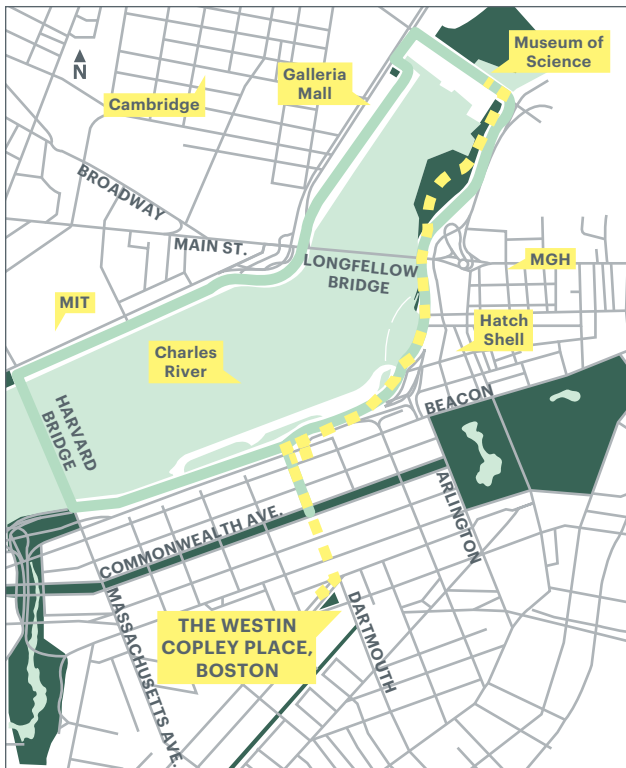 N
Cambridge
Galleria
Mall
Museum of
Science
BROADWAY
MAIN ST.
LONGFELLOW
BRIDGE
MGH
MIT
Charles
River
Hatch
Shell
HARVARD
BRIDGE
BEACON
ARLINGTON
COMMONWEALTH AVE.
MASSACHUSETTS AVE.
DARTMOUTH
THE WESTIN
COPLEY PLACE,
BOSTON